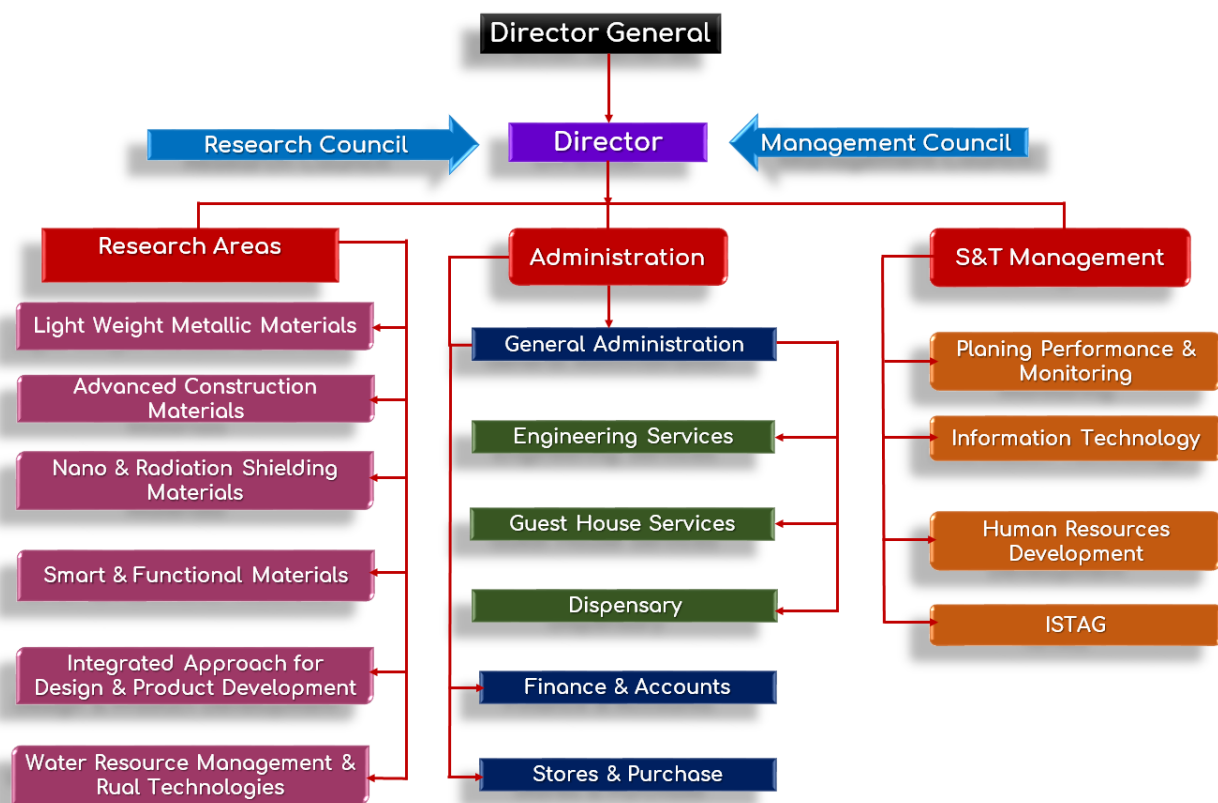 Director General
Research Council
Director
Management Council
Research Areas
Light Weight Metallic Materials
Advanced Construction
Materials
Nano & Radiation Shielding
Materials
Smart & Functional Materials
Integrated Approach for
Design & Product Development
Water Resource Management &
Rual Technologies
Administration
General Administration
Engineering Services
Guest House Services
Dispensary
Finance & Accounts
Stores & Purchase
S&T Management
Planing Performance &
Monitoring
Information Technology
Human Resources
Development
ISTAG